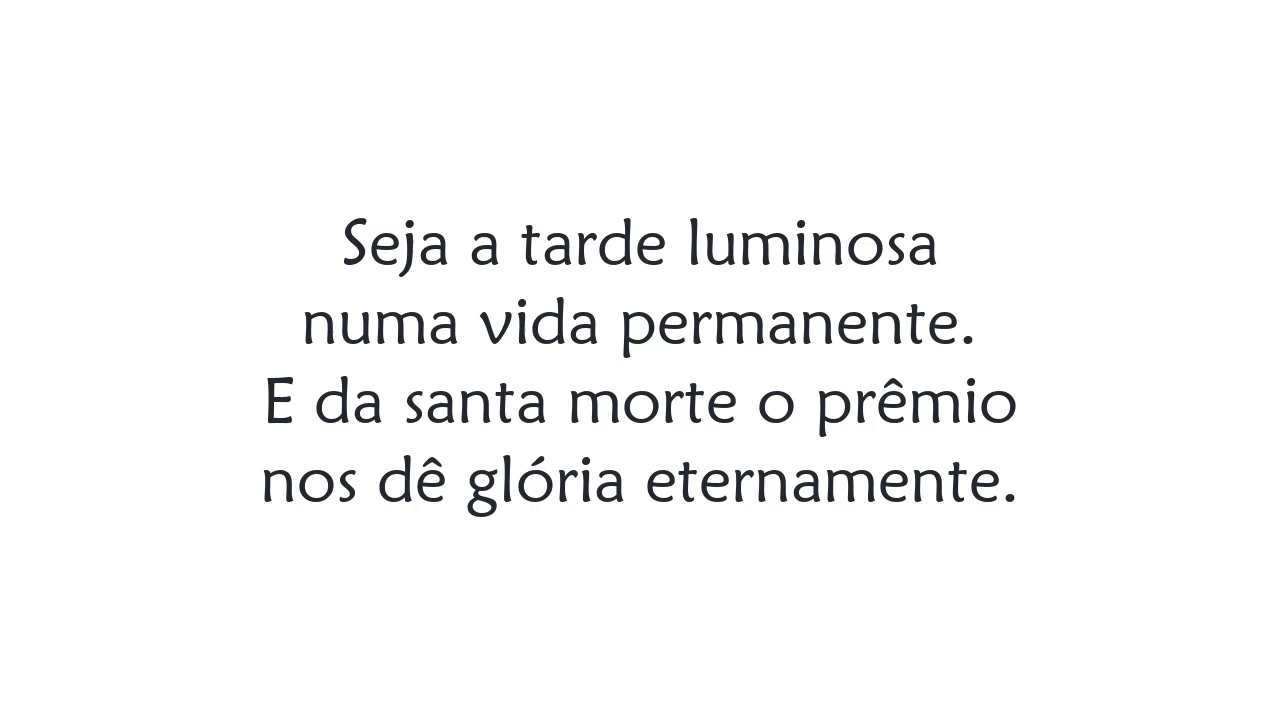 Seja a tarde luminosa
numa vida permanente.
E da santa morte o prêmio
nos dê glória eternamente.